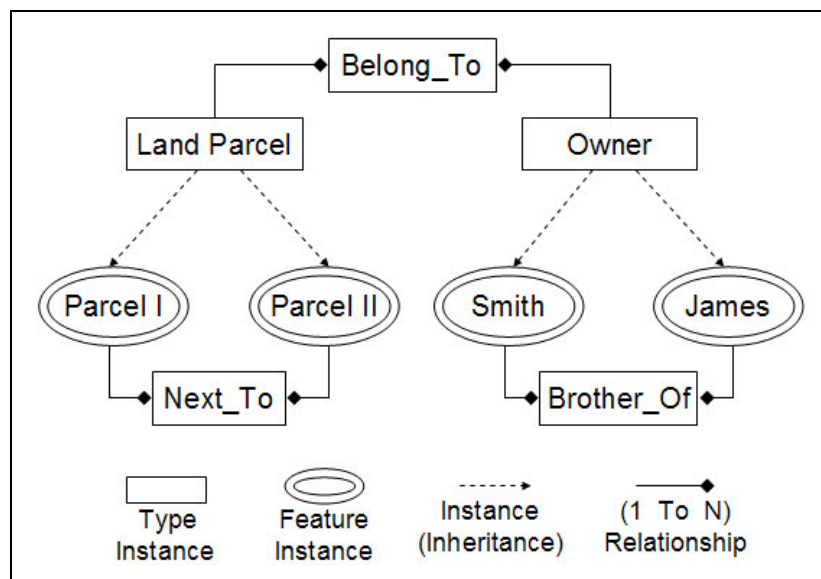 Belong_To
Land Parcel
Owner
Parcel I
Parcel II
Smith
James
Next_To
Brother_Of
Type
Instance
Feature
Instance
Instance
(Inheritance)
(1 To N)
Relationship